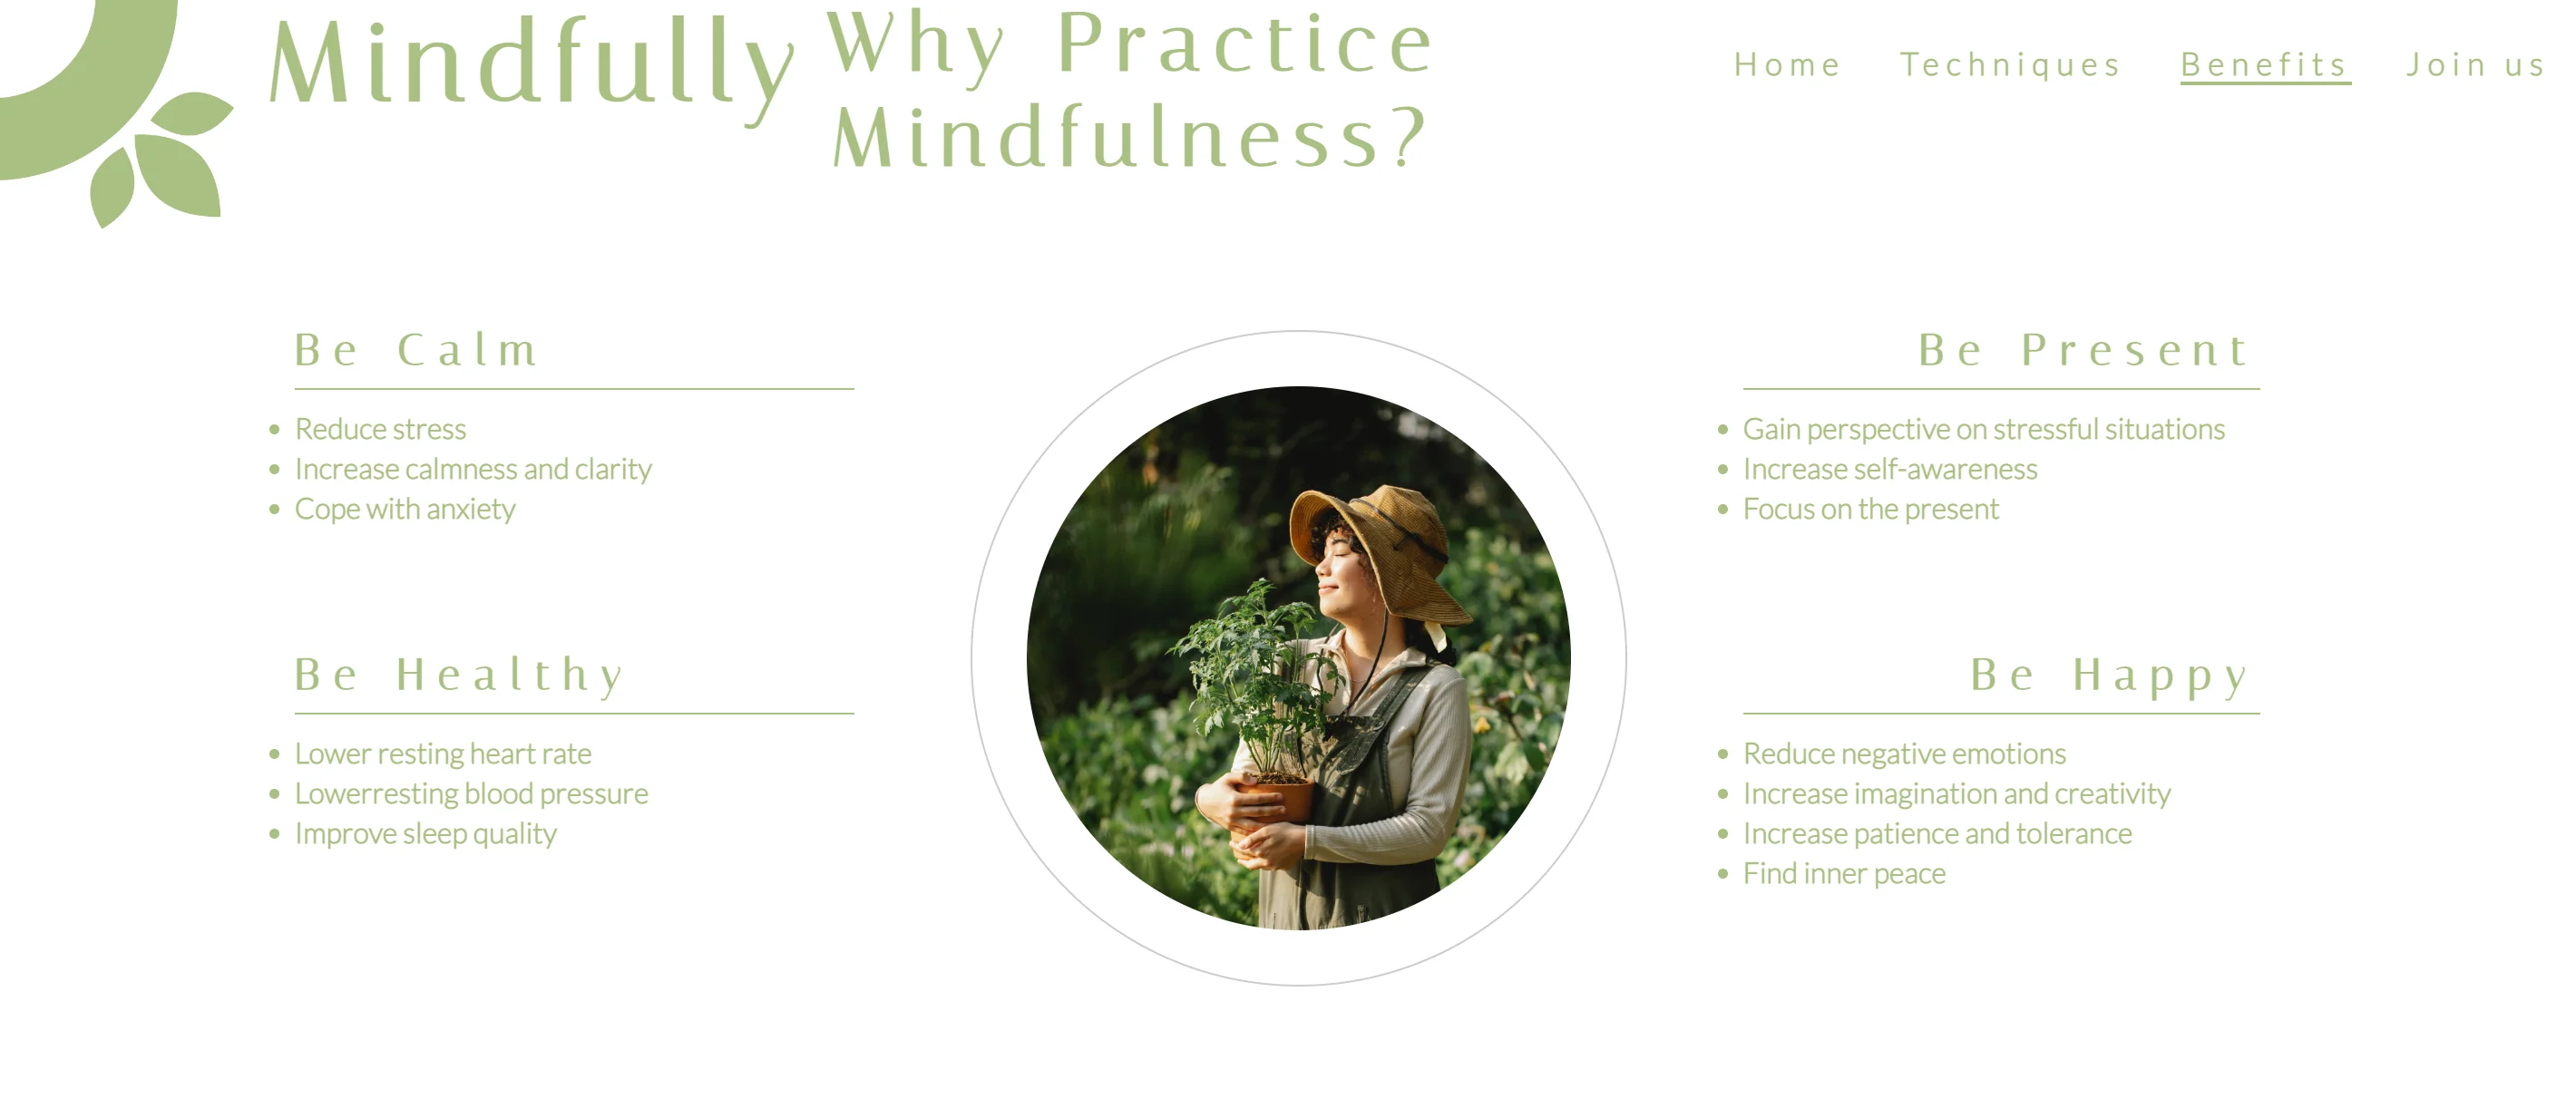 Mindfully
Why Practice
Mindfulness?
Home Techniques Benefits Join us
Be Calm
Reduce stress
Increase calmness and clarity
Cope with anxiety
Be Healthy
Lower resting heart rate
Lowerresting blood pressure
Improve sleep quality
Be Present
Gain perspective on stressful situations
Increase self-awareness
Focus on the present
Be Happy
Reduce negative emotions
Increase imagination and creativity
Increase patience and tolerance
Find inner peace